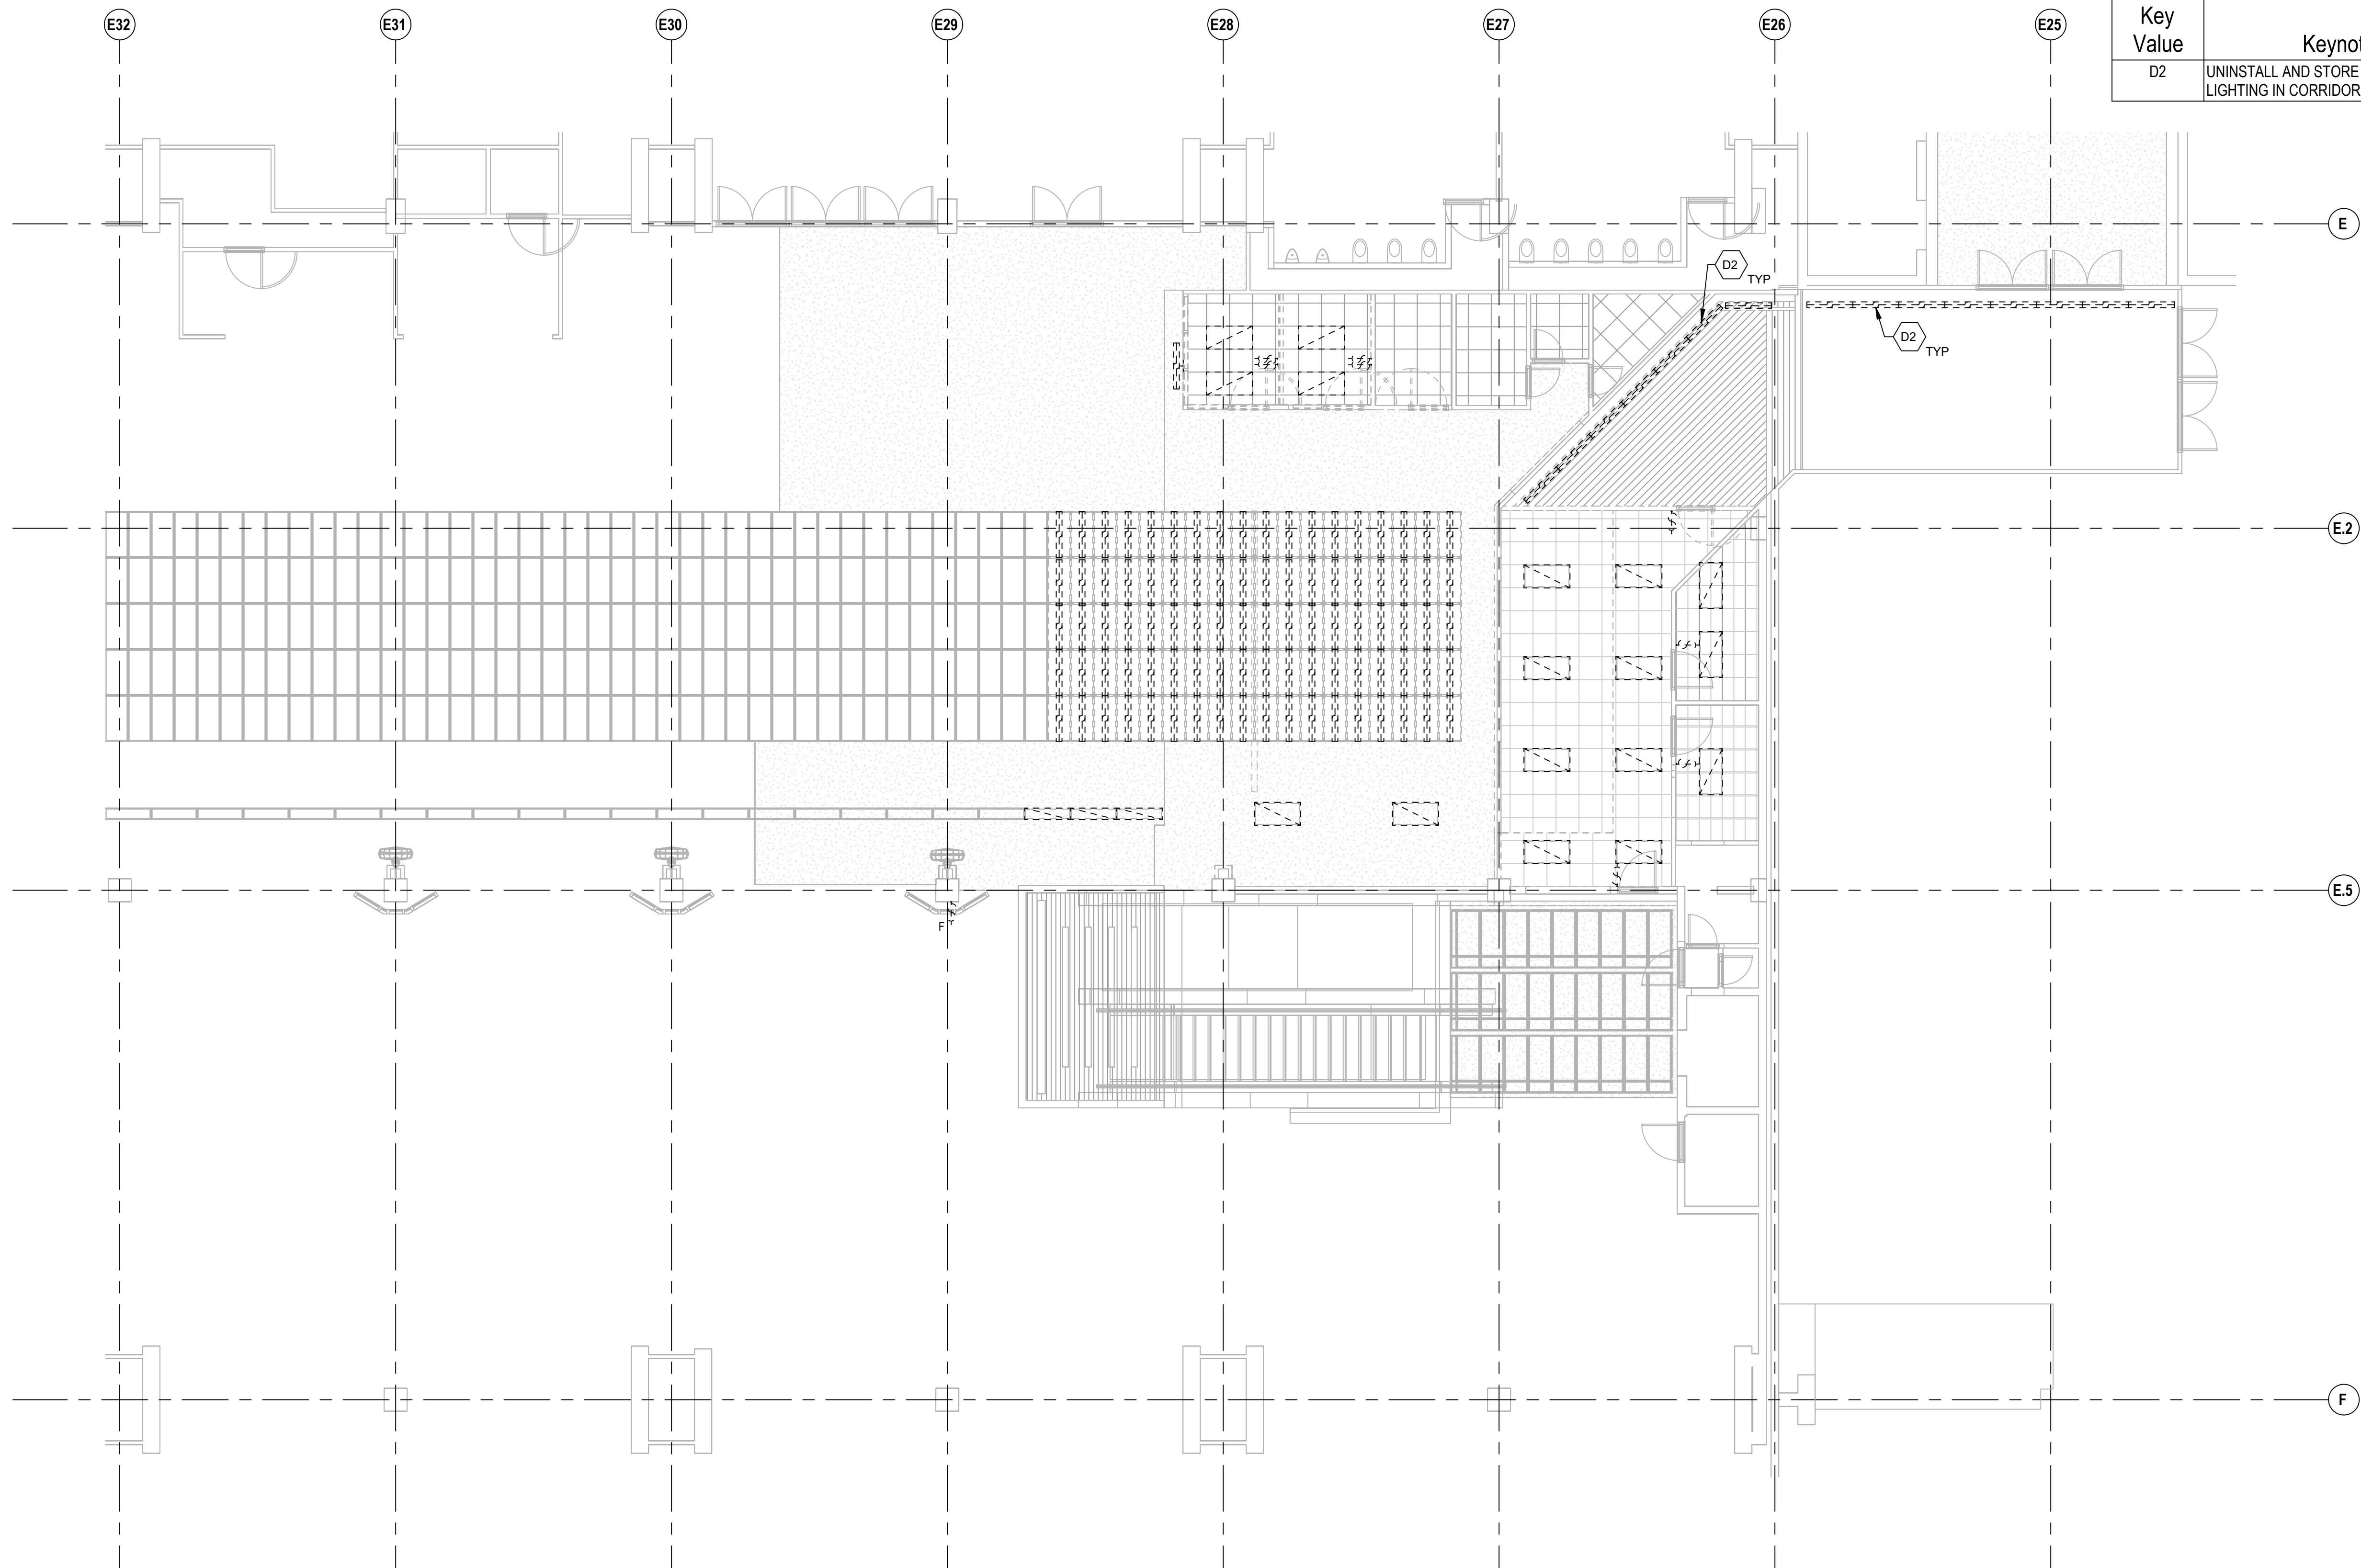 E32
E31
E30
E29
E28
E27
E26
E25
Key
Value
D2
UNINSTALL AND STORE
LIGHTING IN CORRIDOR
E
D2
TYP
D2
TYP
E.2
E.5
F
F